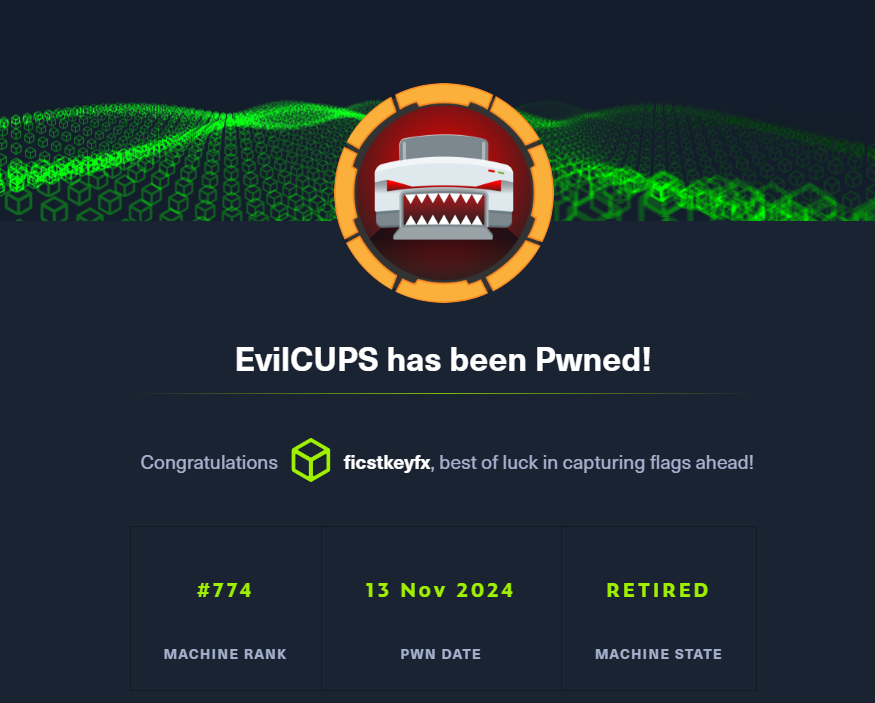 EvilCUPS has been Pwned!
Congratulations ficstkeyfx, best of luck in capturing flags ahead!
#774 13 Nov 2024 RETIRED
MACHINE RANK PWN DATE MACHINE STATE